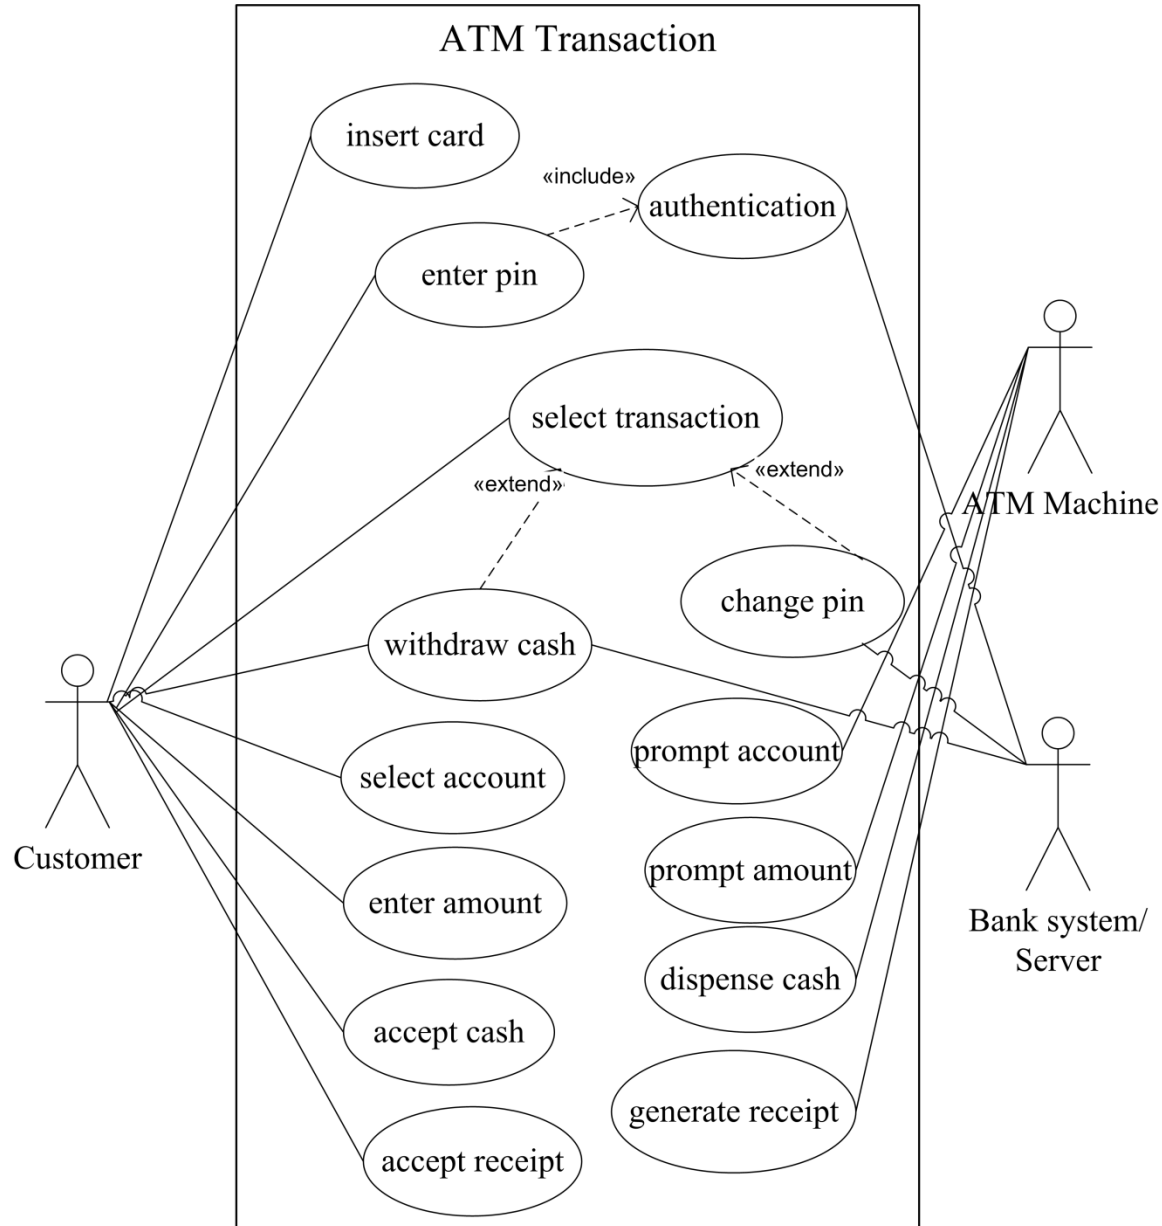 ATM Transaction
insert card
«include»
authentication
enter pin
select transaction
«extend»
«extend»
ATM Machine
change pin
withdraw cash
prompt account
select account
Customer
prompt amount
enter amount
Bank system/
Server
dispense cash
accept cash
generate receipt
accept receipt